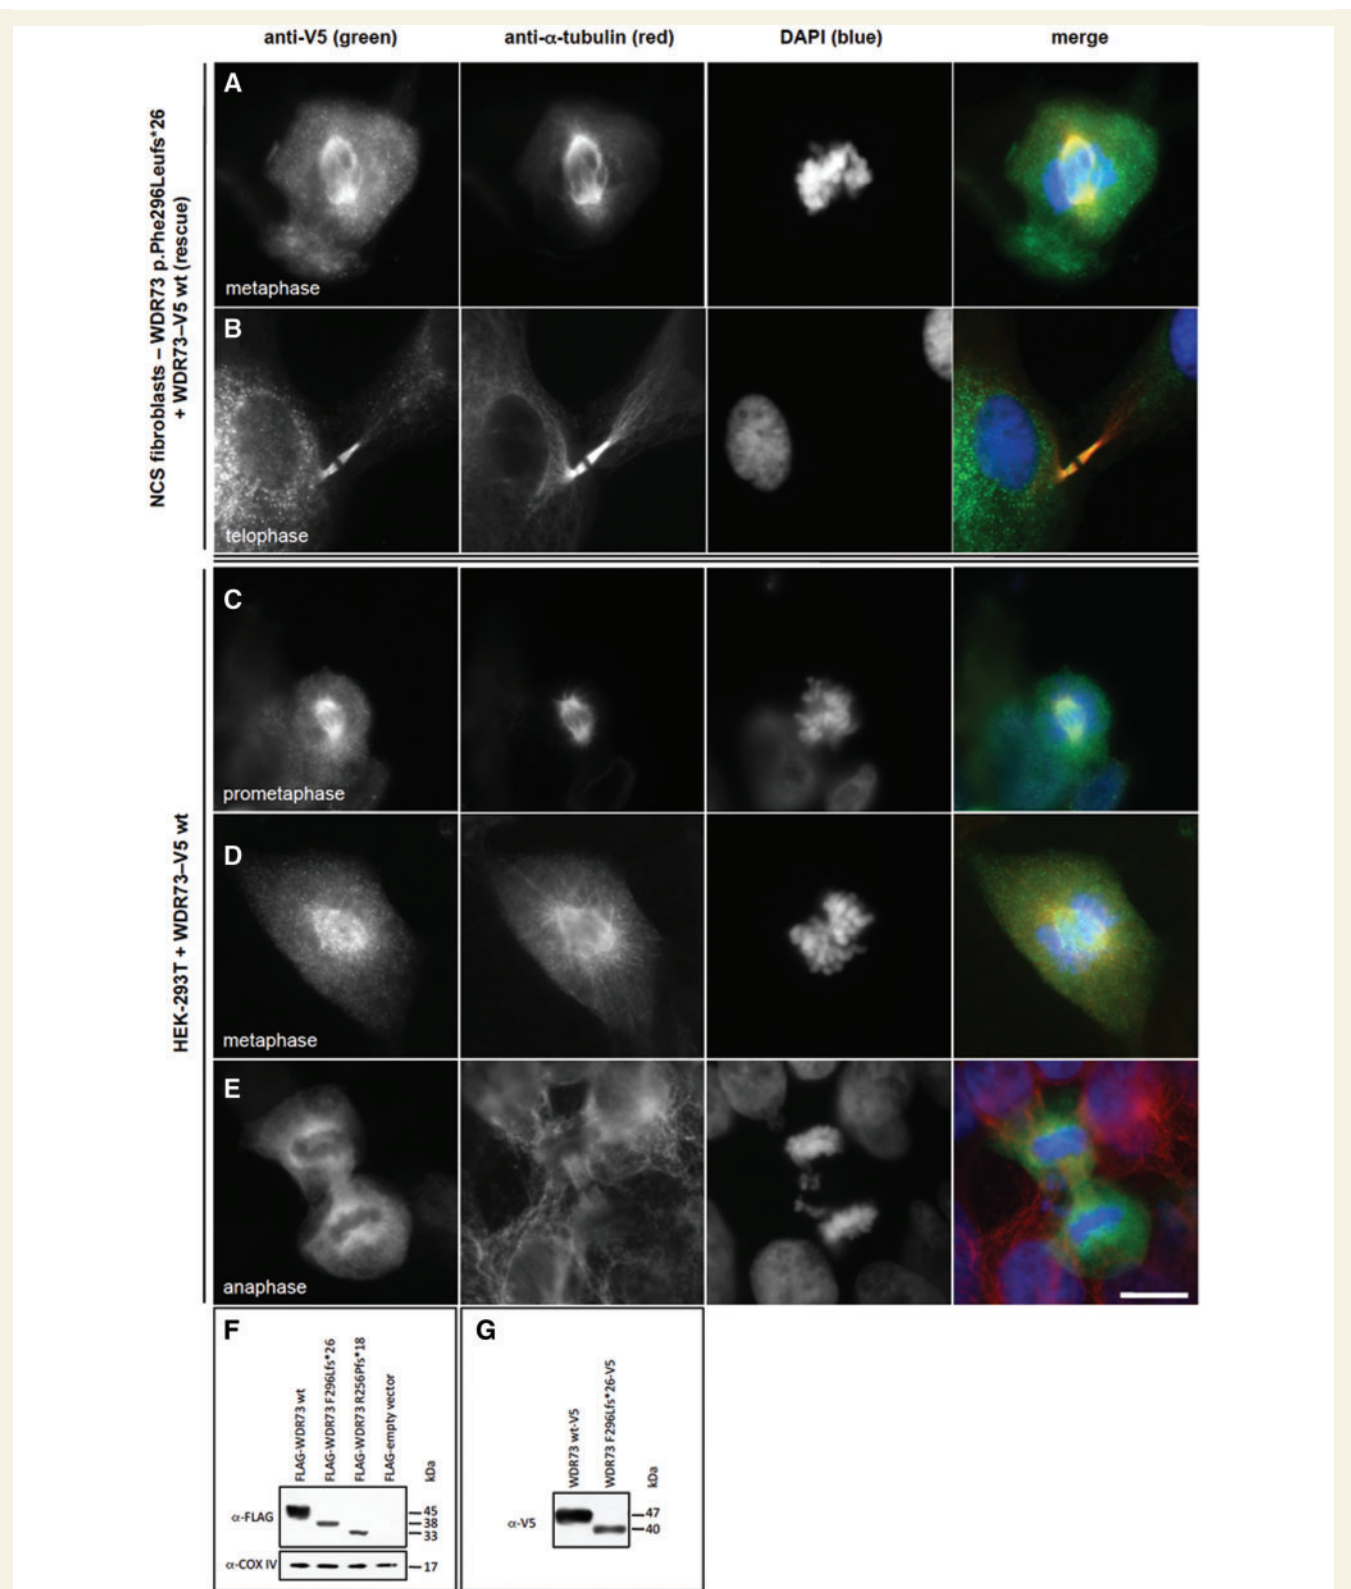 anti-V5 (green) anti-α-tubulin (red) DAPI (blue) merge
NCS fibroblasts – WDR73 p.Phe296Leufs*26
+ WDR73–V5 wt (rescue)
A
metaphase
B
telophase
HEK-293T + WDR73–V5 wt
C
prometaphase
D
metaphase
E
anaphase
F
FLAG-WDR73 wt
FLAG-WDR73 F296Lfs*26
FLAG-WDR73 R256Pfs*18
FLAG-empty vector
kDa
α-FLAG
45
38
33
α-COX IV
17
G
WDR73 wt-V5
WDR73 F296Lfs*26-V5
kDa
α-V5
47
40